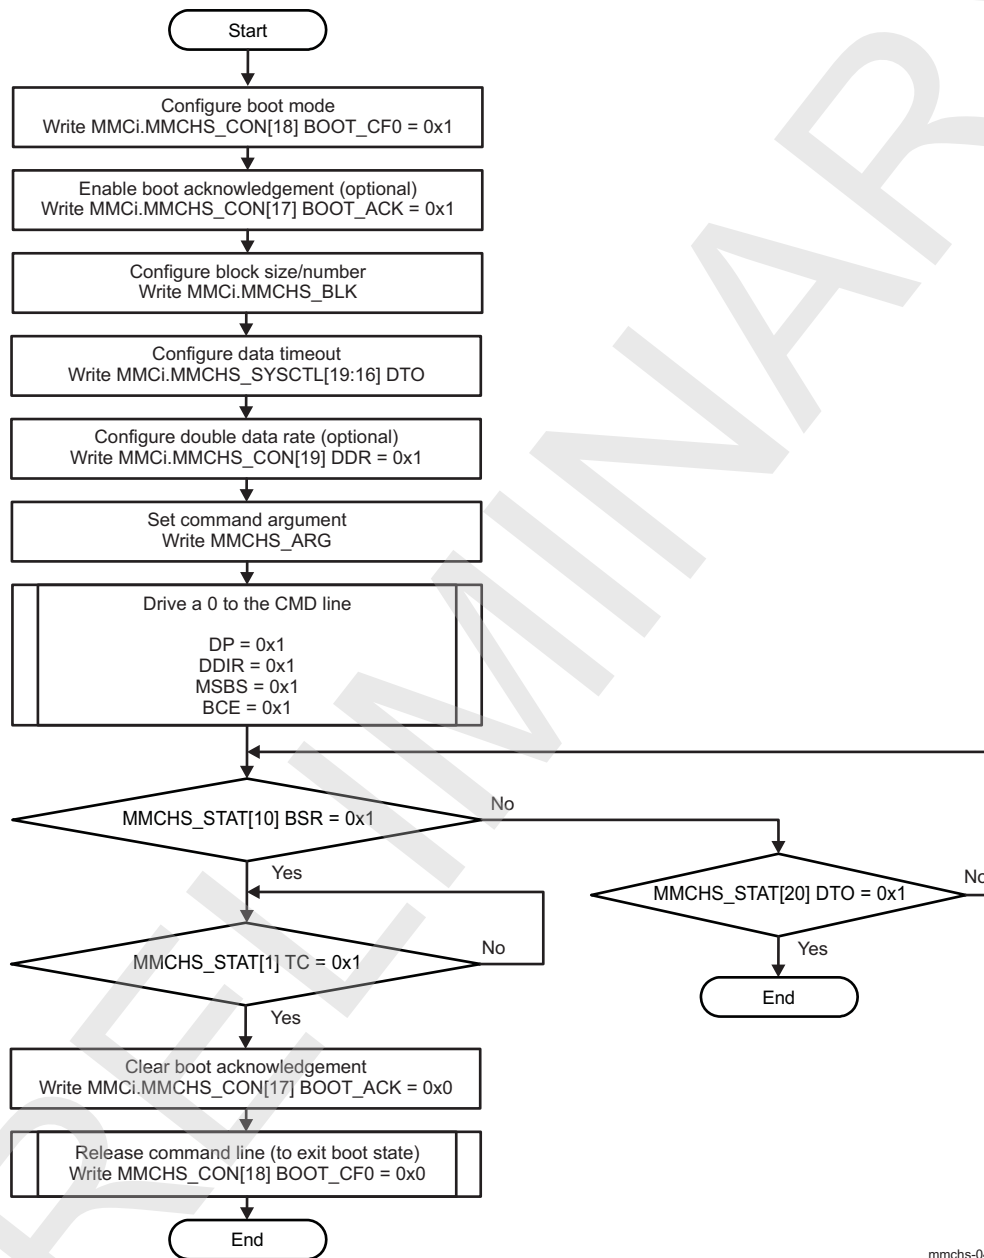 Start
Configure boot mode
Write MMCi.MMCHS_CON[18] BOOT_CF0 = 0x1
Enable boot acknowledgement (optional)
Write MMCi.MMCHS_CON[17] BOOT_ACK = 0x1
Configure block size/number
Write MMCi.MMCHS_BLK
Configure data timeout
Write MMCi.MMCHS_SYSCTL[19:16] DTO
Configure double data rate (optional)
Write MMCi.MMCHS_CON[19] DDR = 0x1
Set command argument
Write MMCHS_ARG
Drive a 0 to the CMD line
DP = 0x1
DDIR = 0x1
MSBS = 0x1
BCE = 0x1
MMCHS_STAT[10] BSR = 0x1
No
Yes
MMCHS_STAT[20] DTO = 0x1
No
Yes
End
MMCHS_STAT[1] TC = 0x1
No
Yes
Clear boot acknowledgement
Write MMCi.MMCHS_CON[17] BOOT_ACK = 0x0
Release command line (to exit boot state)
Write MMCHS_CON[18] BOOT_CF0 = 0x0
End
RELIMINAR